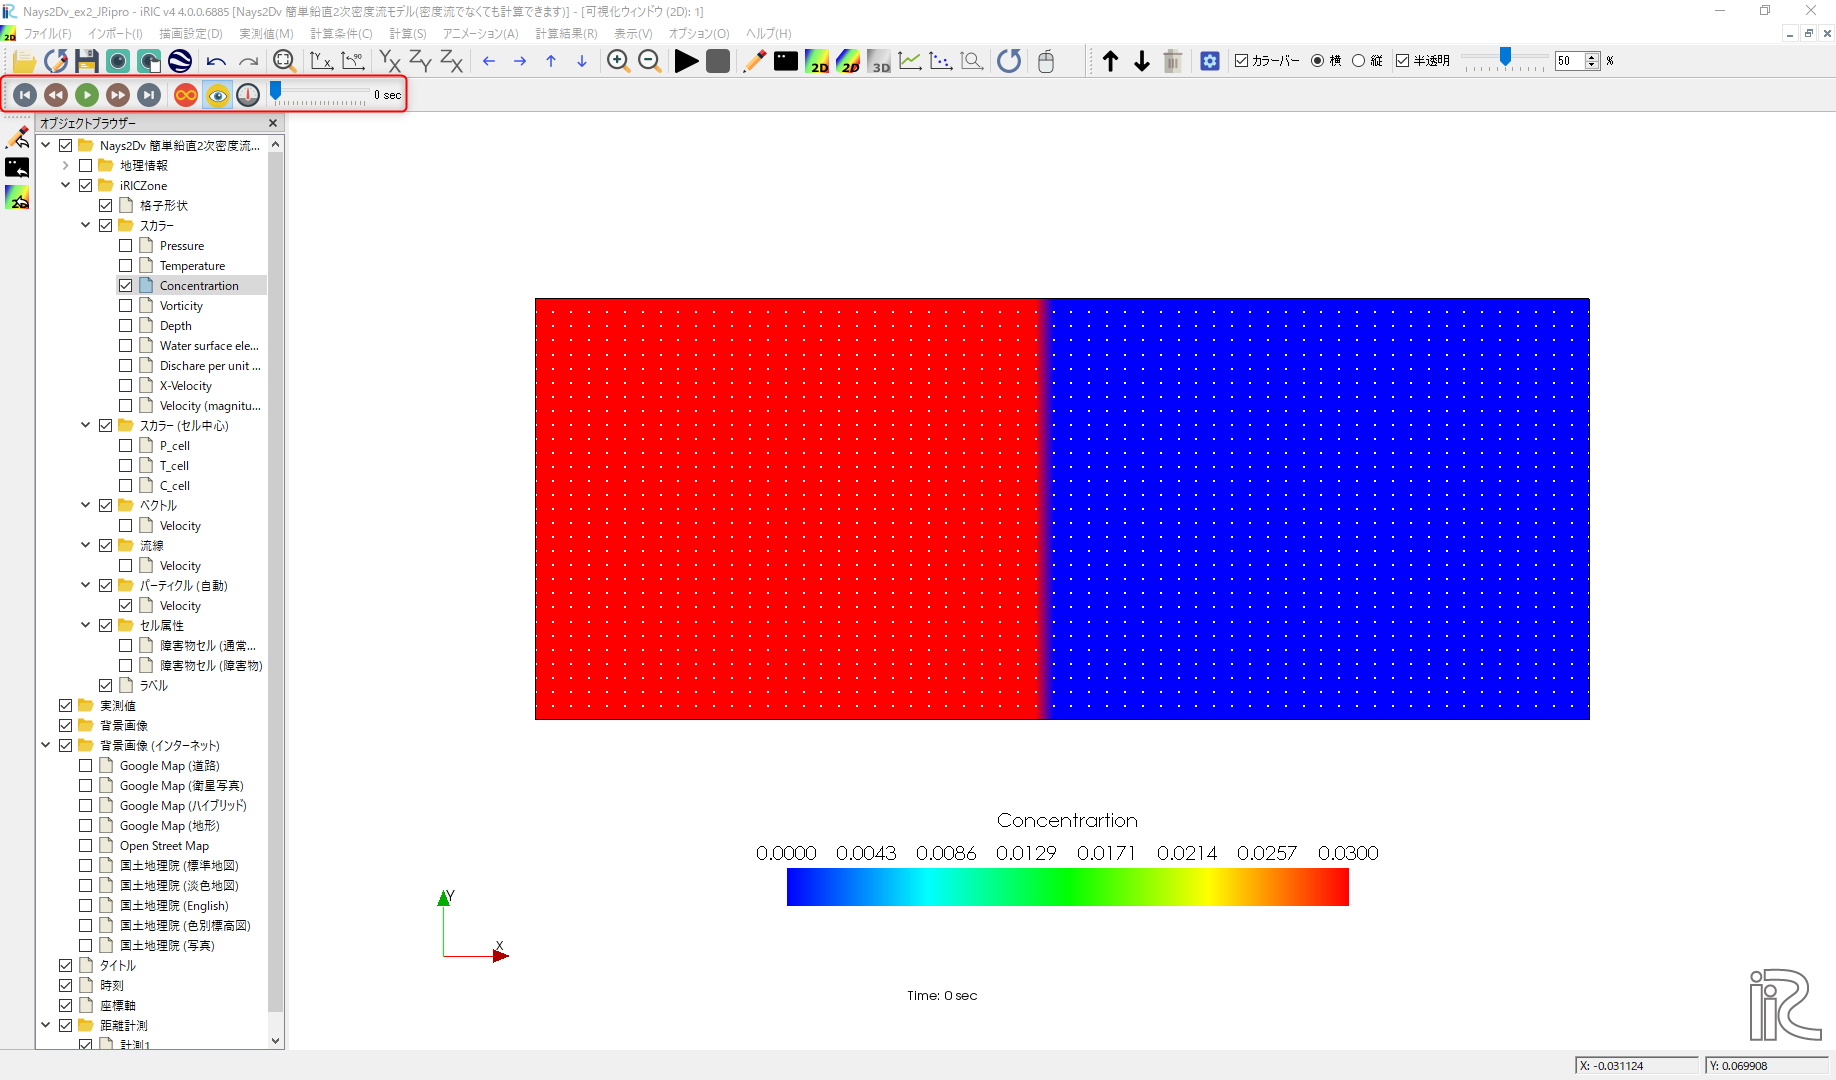 Nays2Dv_ex2_JRipro - iRIC v4 4.0.0.6885 [Nays2Dv 簡単鉛直2次密度流モデル(密度流でなくても計算できます)] - [可視化ウィンドウ (2D): 1]
ファイル(F) インポート(I) 描画設定(D) 実測値(M) 計算条件(C) 計算(S) アニメーション(A) 計算結果(R) 表示(V) オプション(O) ヘルプ(H)
2D 2D 3D カラーバー 横 縦 半透明 50 %
0 sec
オブジェクトブラウザー
Nays2Dv 簡単鉛直2次密度流...
地理情報
iRICZone
格子形状
スカラー
Pressure
Temperature
Concentrartion
Vorticity
Depth
Water surface ele...
Dischare per unit ...
X-Velocity
Velocity (magnitu...
スカラー (セル中心)
P_cell
T_cell
C_cell
ベクトル
Velocity
流線
Velocity
パーティクル (自動)
Velocity
セル属性
障害物セル (通常...
障害物セル (障害物)
ラベル
実測値
背景画像
背景画像 (インターネット)
Google Map (道路)
Google Map (衛星写真)
Google Map (ハイブリッド)
Google Map (地形)
Open Street Map
国土地理院 (標準地図)
国土地理院 (淡色地図)
国土地理院 (English)
国土地理院 (色別標高図)
国土地理院 (写真)
タイトル
時刻
座標軸
距離計測
計測1
Concentrartion
0.0000 0.0043 0.0086 0.0129 0.0171 0.0214 0.0257 0.0300
Y
X
Time: 0 sec
iRIC
X: -0.031124
Y: 0.069908